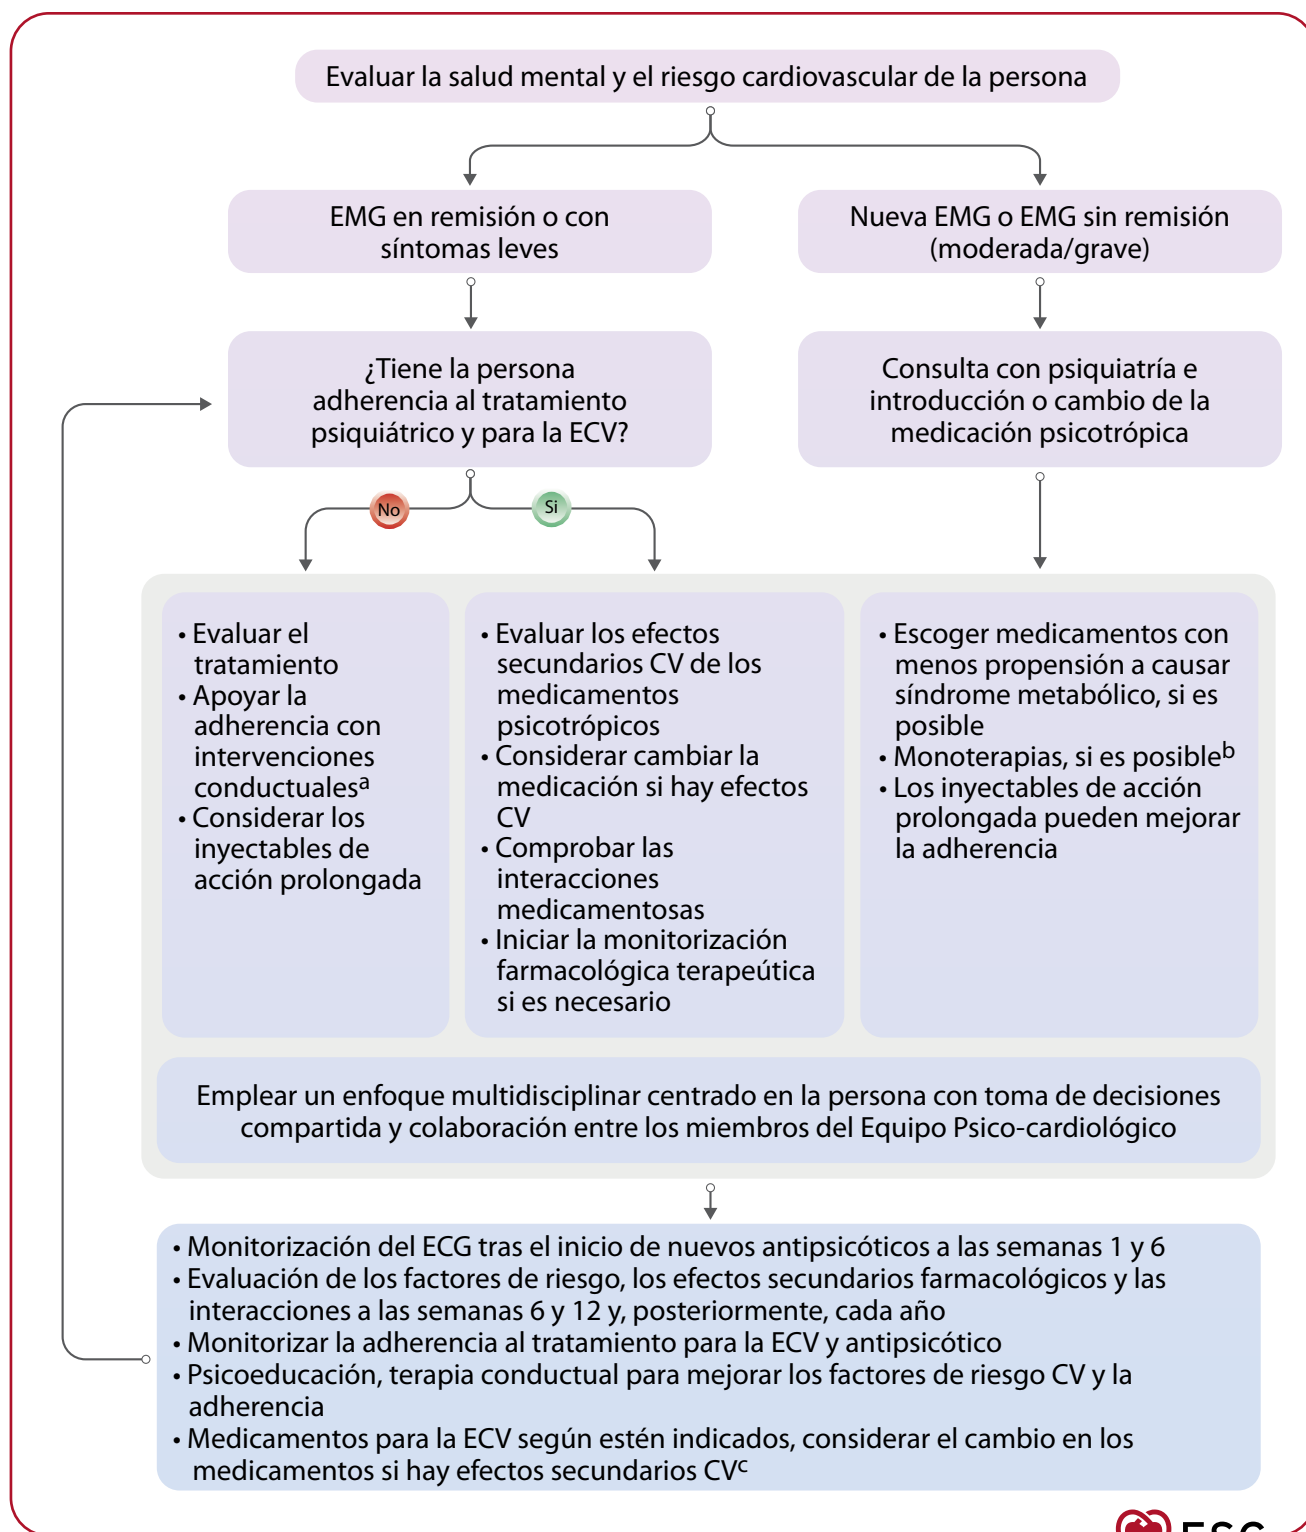 Evaluar la salud mental y el riesgo cardiovascular de la persona
EMG en remisión o con
síntomas leves
Nueva EMG o EMG sin remisión
(moderada/grave)
¿Tiene la persona
adherencia al tratamiento
psiquiátrico y para la ECV?
Consulta con psiquiatría e
introducción o cambio de la
medicación psicotrópica
No
Si
• Evaluar el
tratamiento
• Apoyar la
adherencia con
intervenciones
conductualesᵃ
• Considerar los
inyectables de
acción prolongada
• Evaluar los efectos
secundarios CV de los
medicamentos
psicotrópicos
• Considerar cambiar la
medicación si hay efectos
CV
• Comprobar las
interacciones
medicamentosas
• Iniciar la monitorización
farmacológica terapeútica
si es necesario
• Escoger medicamentos con
menos propensión a causar
síndrome metabólico, si es
posible
• Monoterapias, si es posibleᵇ
• Los inyectables de acción
prolongada pueden mejorar
la adherencia
Emplear un enfoque multidisciplinar centrado en la persona con toma de decisiones
compartida y colaboración entre los miembros del Equipo Psico-cardiológico
• Monitorización del ECG tras el inicio de nuevos antipsicóticos a las semanas 1 y 6
• Evaluación de los factores de riesgo, los efectos secundarios farmacológicos y las
interacciones a las semanas 6 y 12 y, posteriormente, cada año
• Monitorizar la adherencia al tratamiento para la ECV y antipsicótico
• Psicoeducación, terapia conductual para mejorar los factores de riesgo CV y la
adherencia
• Medicamentos para la ECV según estén indicados, considerar el cambio en los
medicamentos si hay efectos secundarios CVᶜ
ESC